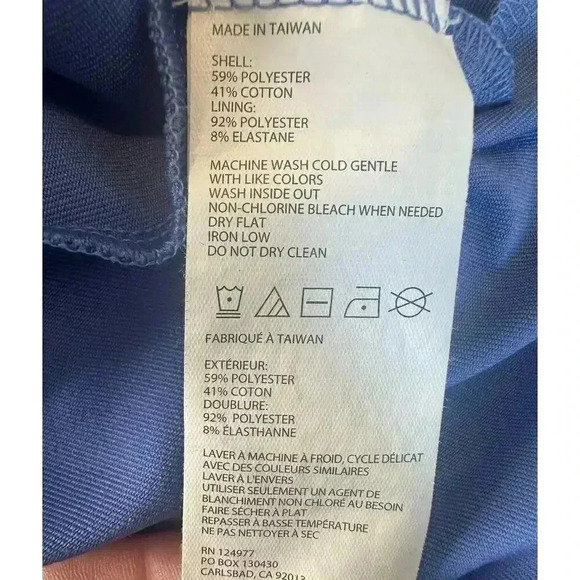 MADE IN TAIWAN
SHELL:
59% POLYESTER
41% COTTON
LINING:
92% POLYESTER
8% ELASTANE
MACHINE WASH COLD GENTLE
WITH LIKE COLORS
WASH INSIDE OUT
NON-CHLORINE BLEACH WHEN NEEDED
DRY FLAT
IRON LOW
DO NOT DRY CLEAN
FABRIQUÉ À TAIWAN
EXTÉRIEUR:
59% POLYESTER
41% COTON
DOUBLURE:
92% POLYESTER
8% ÉLASTHANNE
LAVER À MACHINE À FROID, CYCLE DÉLICAT
AVEC DES COULEURS SIMILAIRES
LAVER À L'ENVERS
UTILISER SEULEMENT UN AGENT DE
BLANCHIMENT NON CHLORÉ AU BESOIN
FAIRE SÉCHER À PLAT
REPASSER À BASSE TEMPÉRATURE
NE PAS NETTOYER À SEC
RN 124977
PO BOX 130430
CARLSBAD, CA 92013